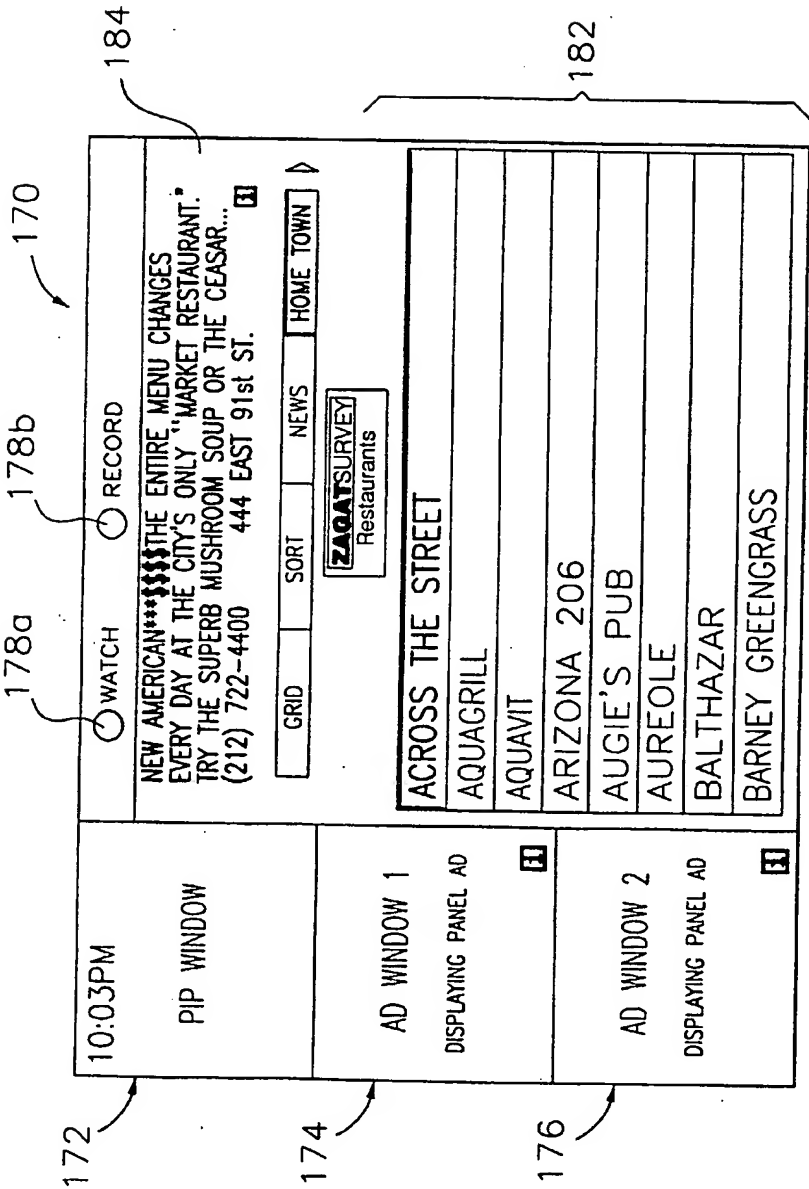 170
178a
178b
184
WATCH
RECORD
172
10:03PM
PIP WINDOW
NEW AMERICAN***$$$$THE ENTIRE MENU CHANGES
EVERY DAY AT THE CITY'S ONLY "MARKET RESTAURANT."
TRY THE SUPERB MUSHROOM SOUP OR THE CEASAR...
(212) 722-4400 444 EAST 91st ST.
i
GRID
SORT
NEWS
HOME TOWN
ZAGATSURVEY
Restaurants
174
AD WINDOW 1
DISPLAYING PANEL AD
i
176
AD WINDOW 2
DISPLAYING PANEL AD
i
ACROSS THE STREET
AQUAGRILL
AQUAVIT
ARIZONA 206
AUGIE'S PUB
AUREOLE
BALTHAZAR
BARNEY GREENGRASS
182